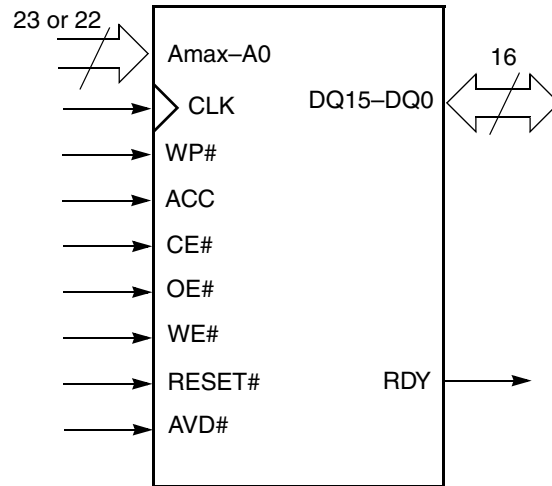 23 or 22
Amax–A0
16
CLK
DQ15–DQ0
WP#
ACC
CE#
OE#
WE#
RESET#
RDY
AVD#